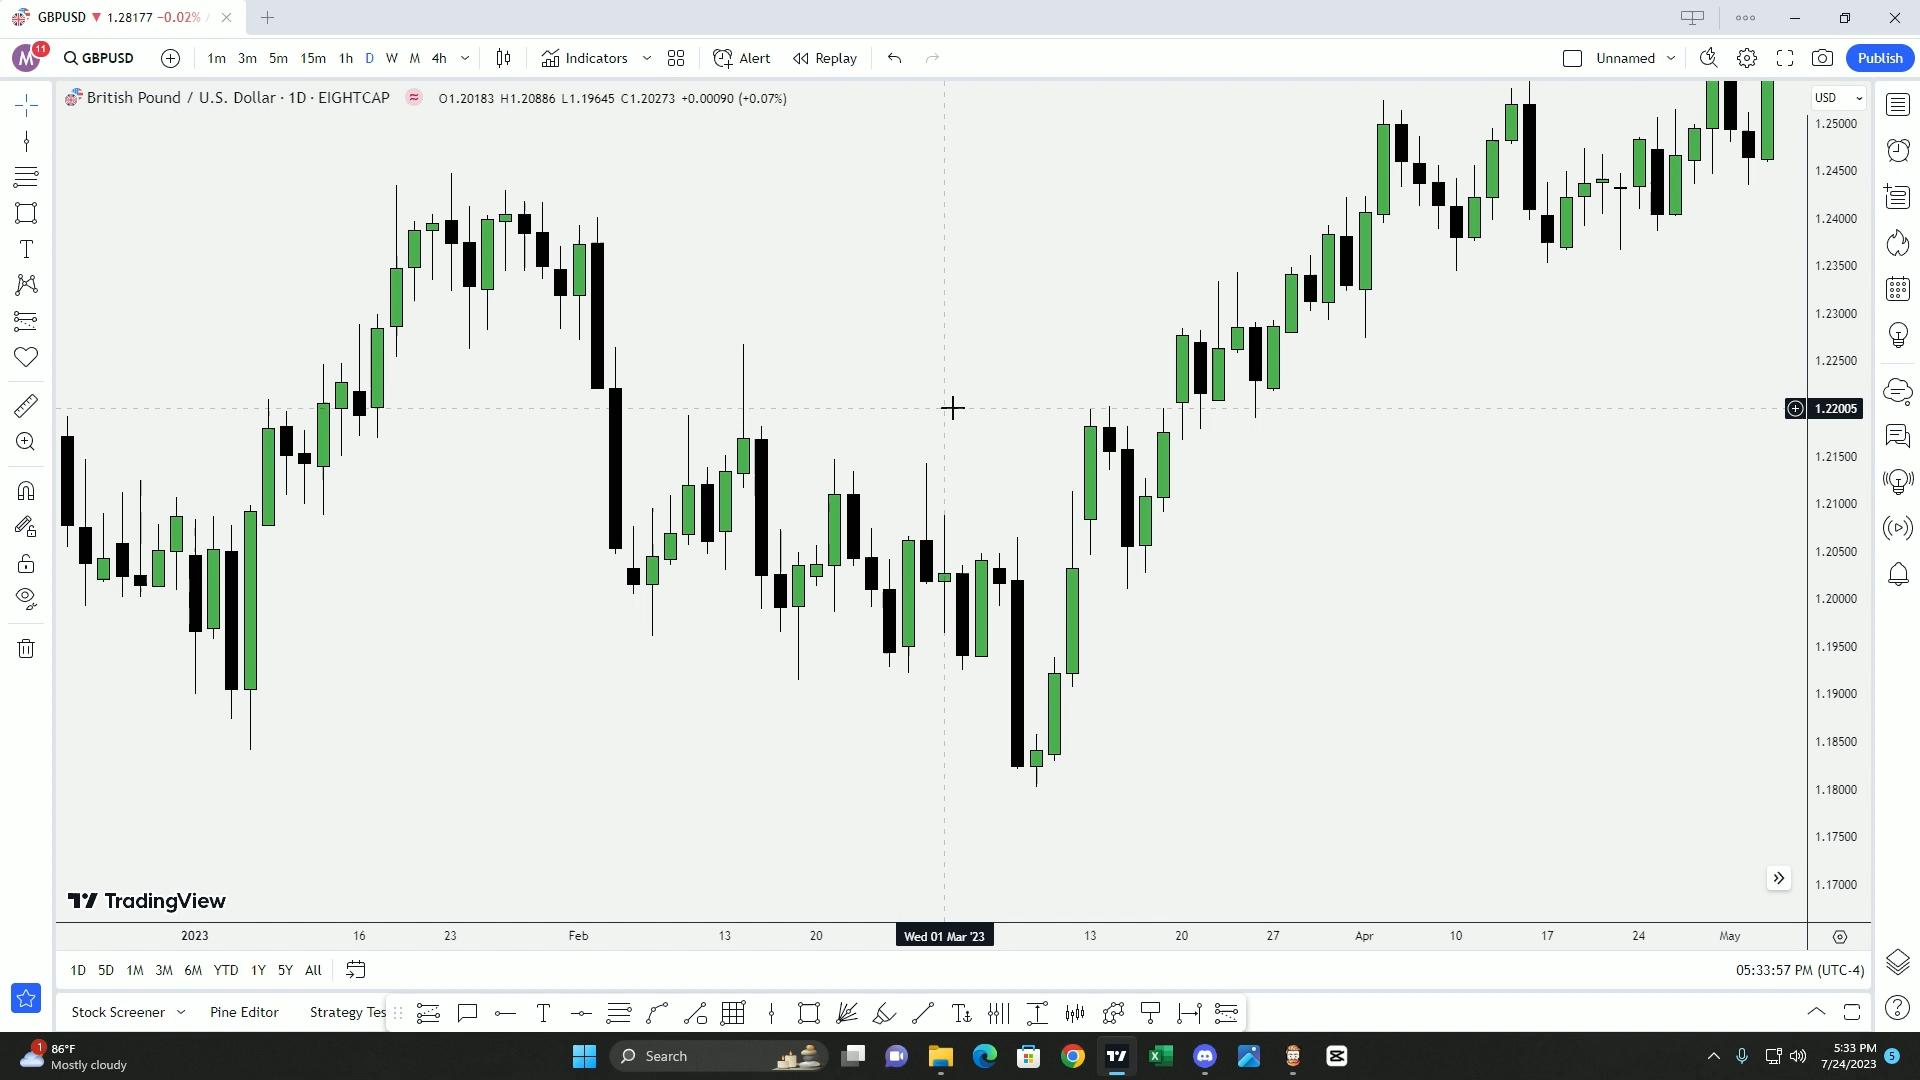 GBPUSD ▼ 1.28177 −0.02% /
M 11 GBPUSD 1m 3m 5m 15m 1h D W M 4h Indicators Alert Replay Unnamed Publish
British Pound / U.S. Dollar · 1D · EIGHTCAP ≈ O1.20183 H1.20886 L1.19645 C1.20273 +0.00090 (+0.07%)
USD
1.25000
1.24500
1.24000
1.23500
1.23000
1.22500
1.22005
1.21500
1.21000
1.20500
1.20000
1.19500
1.19000
1.18500
1.18000
1.17500
1.17000
TradingView
2023 16 23 Feb 13 20 Wed 01 Mar '23 13 20 27 Apr 10 17 24 May
1D 5D 1M 3M 6M YTD 1Y 5Y All 05:33:57 PM (UTC-4)
Stock Screener Pine Editor Strategy Tes
1 86°F
Mostly cloudy
Search
5:33 PM
7/24/2023 5